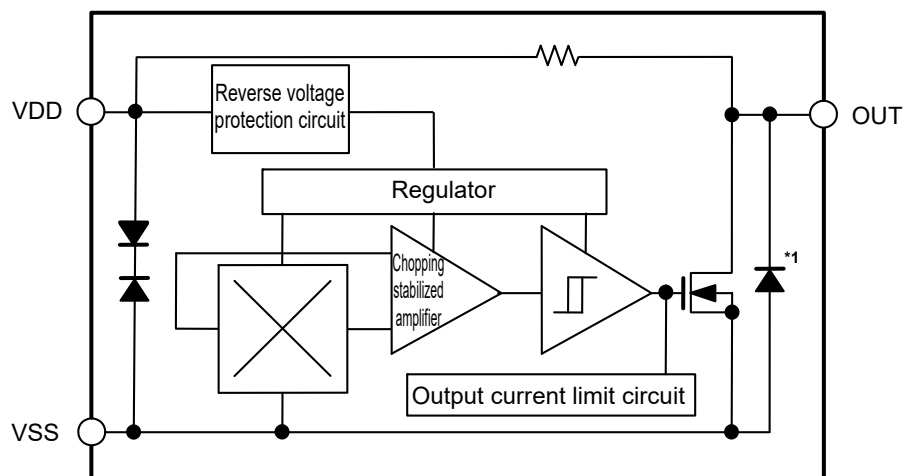 Reverse voltage
protection circuit
VDD
OUT
Regulator
Chopping
stabilized
amplifier
*1
Output current limit circuit
VSS